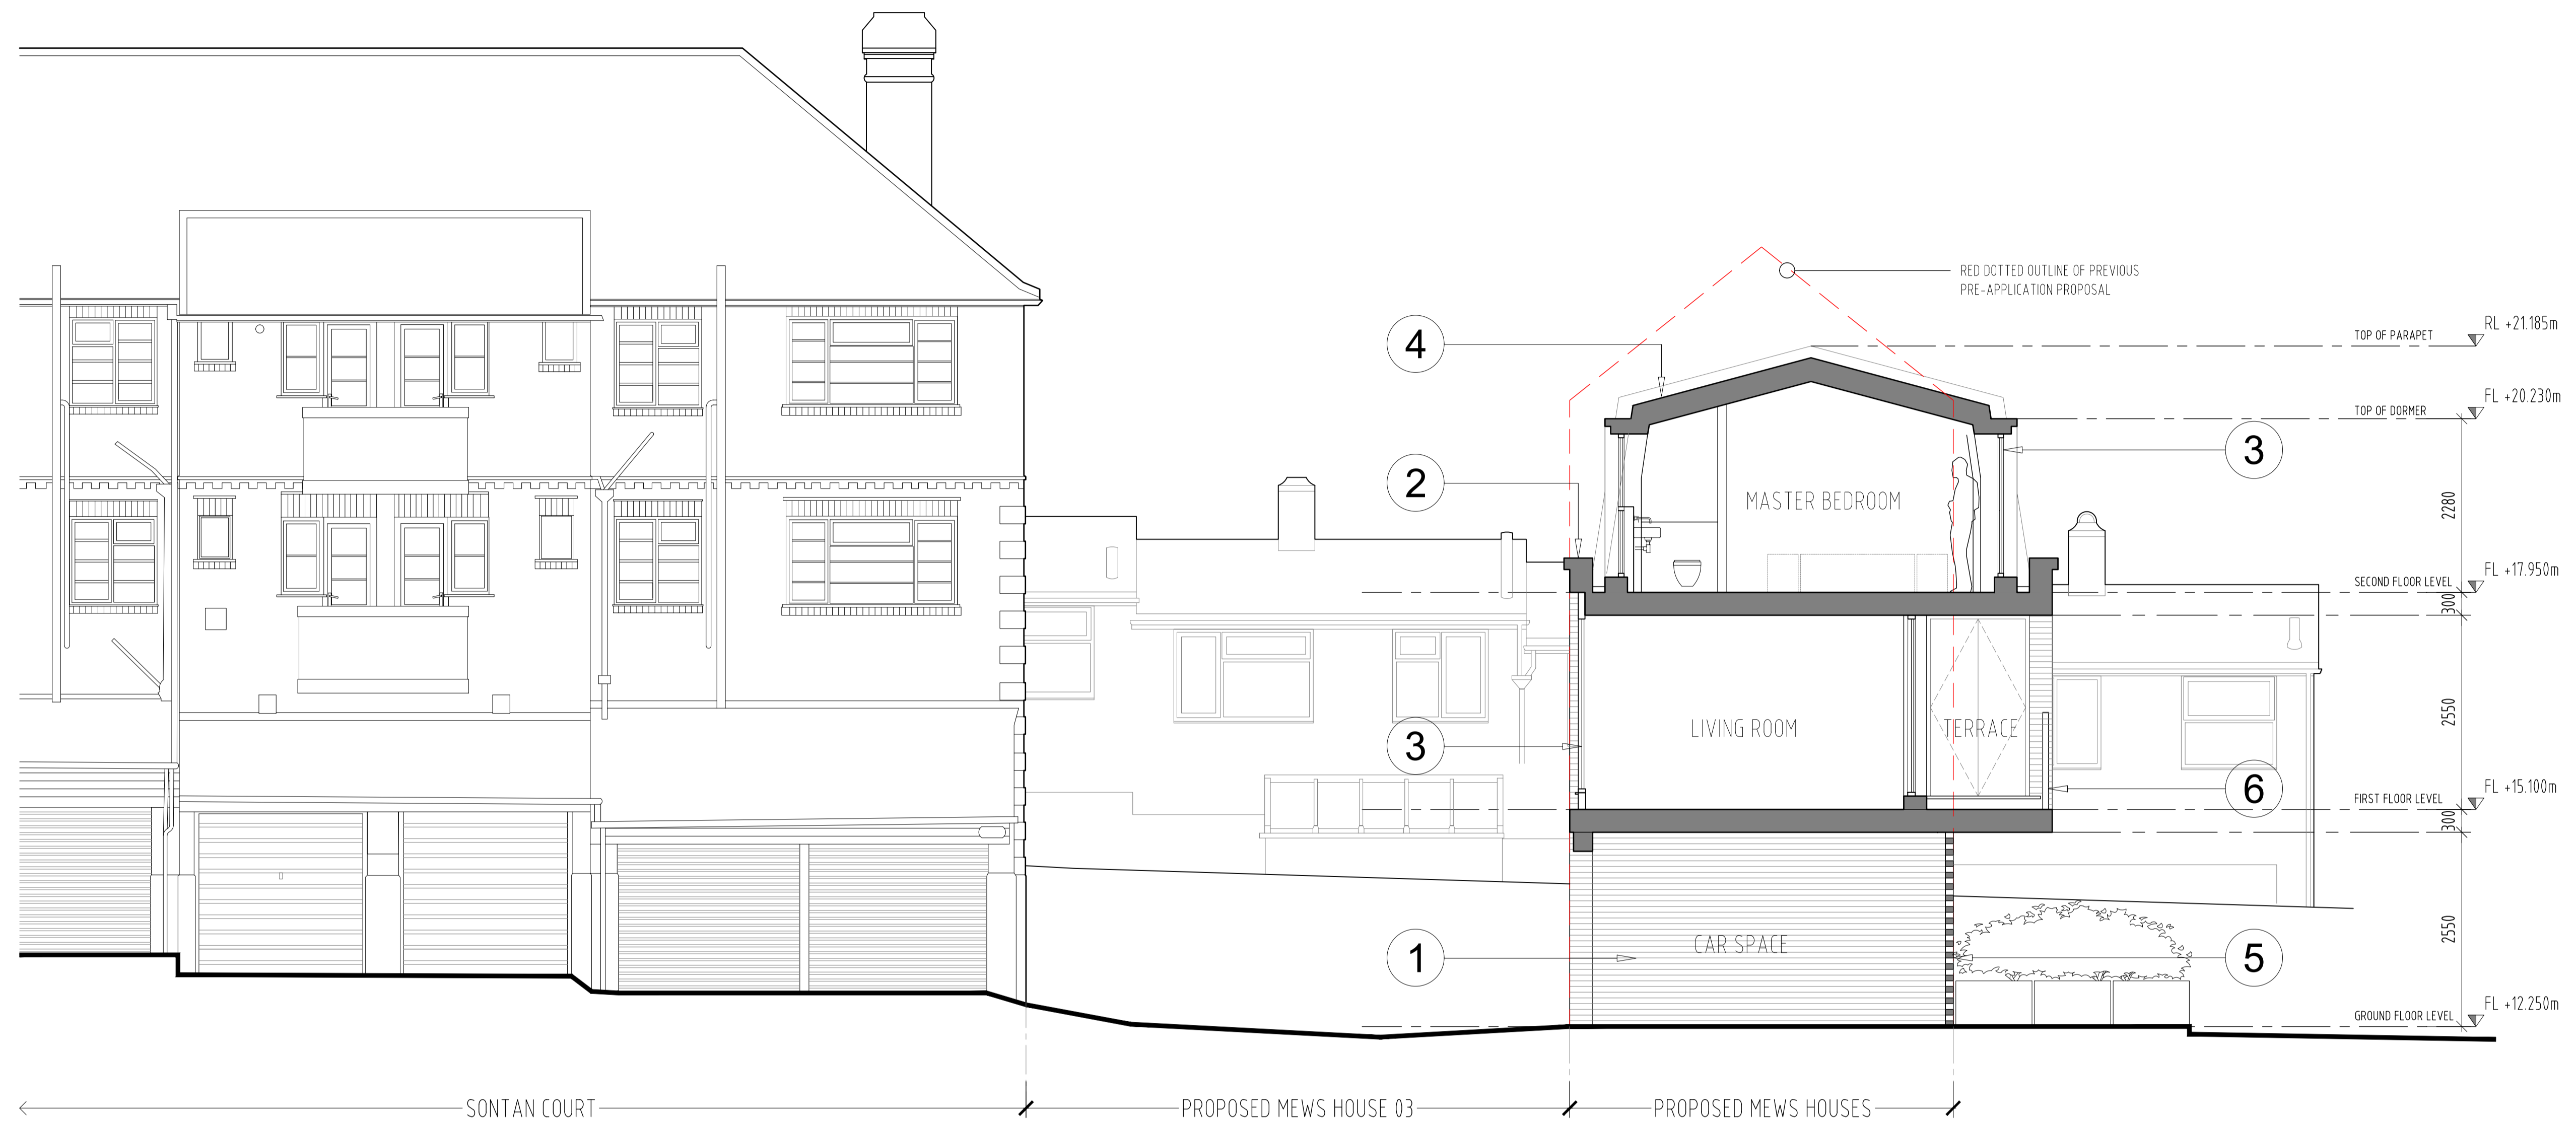 RED DOTTED OUTLINE OF PREVIOUS
PRE-APPLICATION PROPOSAL
RL +21.185m
TOP OF PARAPET
4
FL +20.230m
TOP OF DORMER
3
2
MASTER BEDROOM
2280
FL +17.950m
SECOND FLOOR LEVEL
300
LIVING ROOM
TERRACE
2550
3
6
FL +15.100m
FIRST FLOOR LEVEL
300
CAR SPACE
1
5
2550
FL +12.250m
GROUND FLOOR LEVEL
SONTAN COURT
PROPOSED MEWS HOUSE 03
PROPOSED MEWS HOUSES